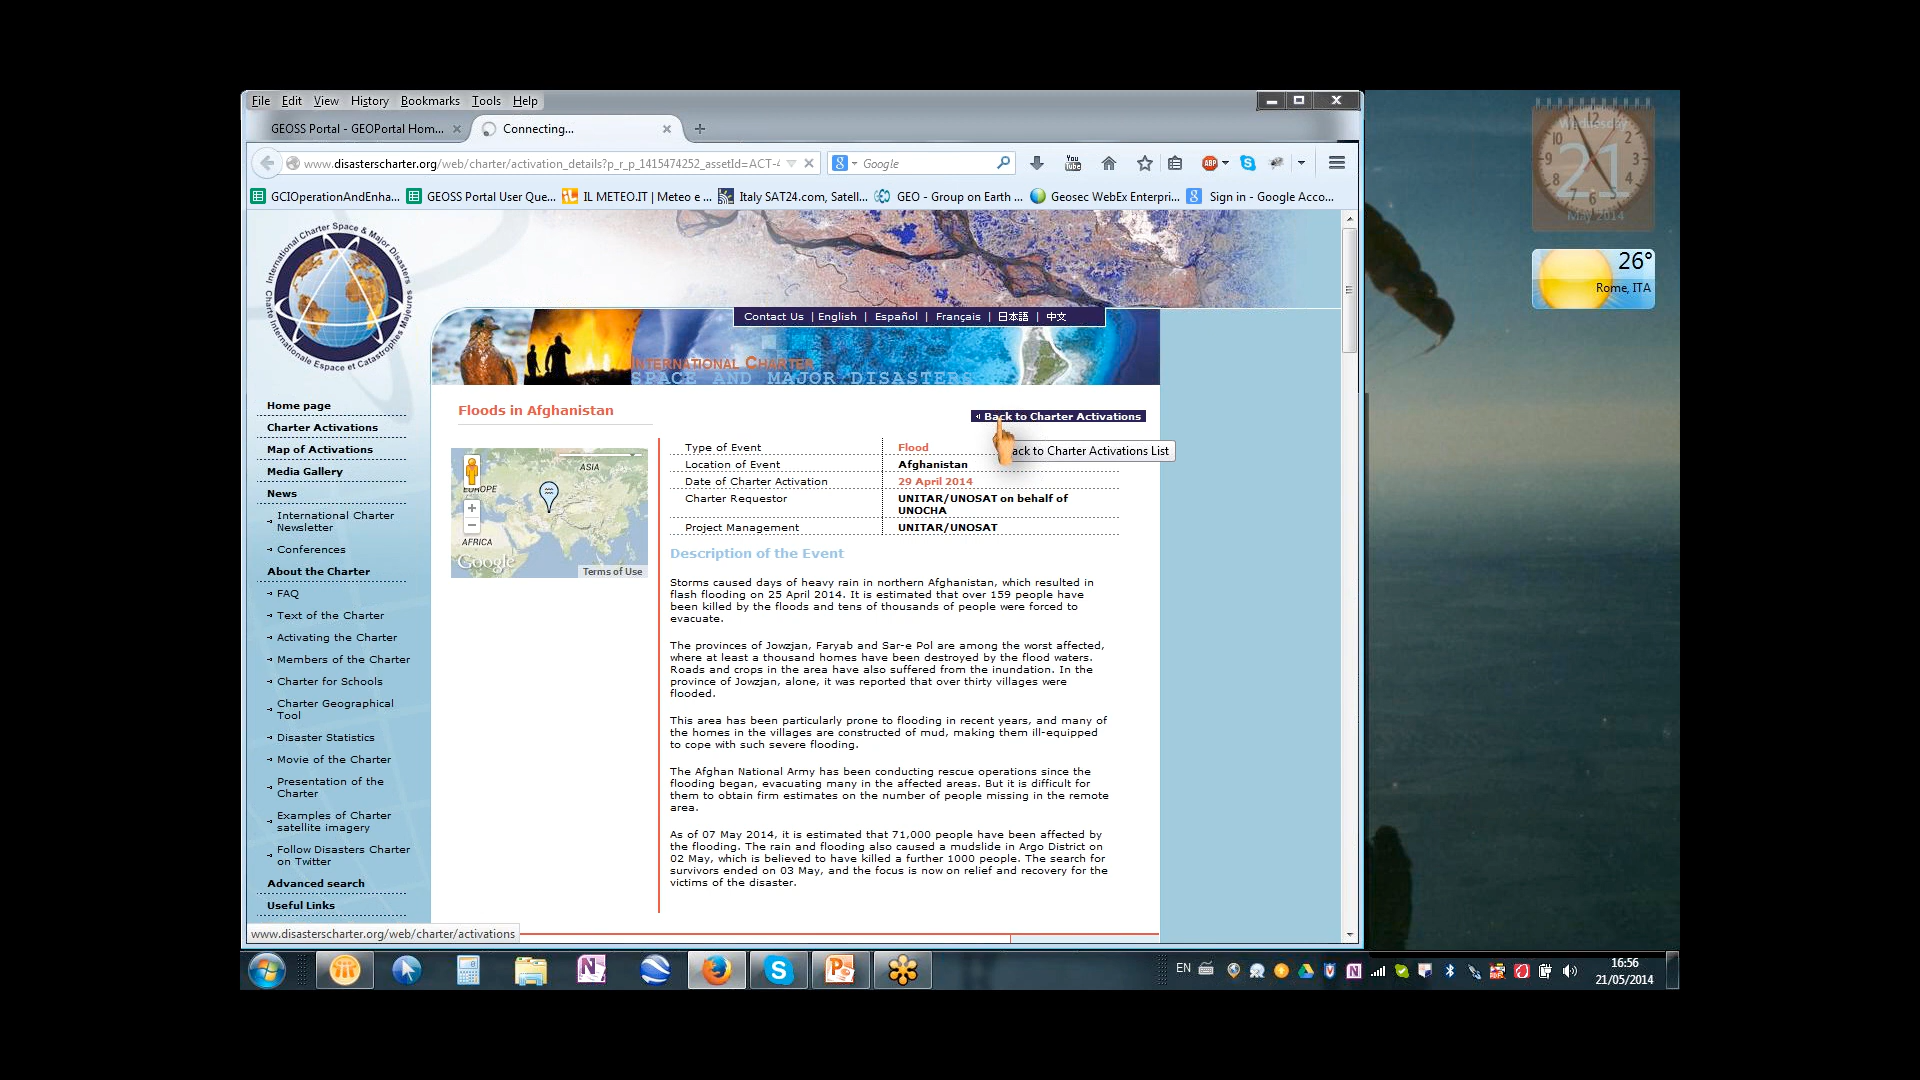 File Edit View History Bookmarks Tools Help
GEOSS Portal - GEOPortal Hom...
Connecting...
www.disasterscharter.org/web/charter/activation_details?p_r_p_1415474252_assetId=ACT-4
Google
GCIOperationAndEnha... GEOSS Portal User Que... IL METEO.IT | Meteo e ... Italy SAT24.com, Satell... GEO - Group on Earth ... Geosec WebEx Enterpri... Sign in - Google Acco...
International Charter Space & Major Disasters
Charte Internationale Espace et Catastrophes Majeures
Contact Us | English | Español | Français | 日本語 | 中文
INTERNATIONAL CHARTER
SPACE AND MAJOR DISASTERS
Home page
Charter Activations
Map of Activations
Media Gallery
News
International Charter
Newsletter
Conferences
About the Charter
FAQ
Text of the Charter
Activating the Charter
Members of the Charter
Charter for Schools
Charter Geographical
Tool
Disaster Statistics
Movie of the Charter
Presentation of the
Charter
Examples of Charter
satellite imagery
Follow Disasters Charter
on Twitter
Advanced search
Useful Links
Floods in Afghanistan
Back to Charter Activations
ack to Charter Activations List
ASIA
EUROPE
AFRICA
Google
Terms of Use
Type of Event Flood
Location of Event Afghanistan
Date of Charter Activation 29 April 2014
Charter Requestor UNITAR/UNOSAT on behalf of
UNOCHA
Project Management UNITAR/UNOSAT
Description of the Event
Storms caused days of heavy rain in northern Afghanistan, which resulted in
flash flooding on 25 April 2014. It is estimated that over 159 people have
been killed by the floods and tens of thousands of people were forced to
evacuate.
The provinces of Jowzjan, Faryab and Sar-e Pol are among the worst affected,
where at least a thousand homes have been destroyed by the flood waters.
Roads and crops in the area have also suffered from the inundation. In the
province of Jowzjan, alone, it was reported that over thirty villages were
flooded.
This area has been particularly prone to flooding in recent years, and many of
the homes in the villages are constructed of mud, making them ill-equipped
to cope with such severe flooding.
The Afghan National Army has been conducting rescue operations since the
flooding began, evacuating many in the affected areas. But it is difficult for
them to obtain firm estimates on the number of people missing in the remote
area.
As of 07 May 2014, it is estimated that 71,000 people have been affected by
the flooding. The rain and flooding also caused a mudslide in Argo District on
02 May, which is believed to have killed a further 1000 people. The search for
survivors ended on 03 May, and the focus is now on relief and recovery for the
victims of the disaster.
www.disasterscharter.org/web/charter/activations
Wednesday
21
May 2014
26°
Rome, ITA
EN
16:56
21/05/2014